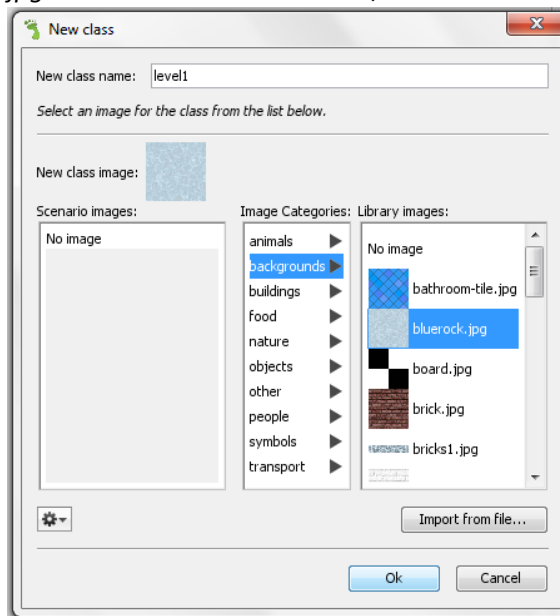 New class
New class name: level1
Select an image for the class from the list below.
New class image:
Scenario images:
No image
Image Categories:
animals
backgrounds
buildings
food
nature
objects
other
people
symbols
transport
Library images:
No image
bathroom-tile.jpg
bluerock.jpg
board.jpg
brick.jpg
bricks1.jpg
Import from file...
Ok
Cancel